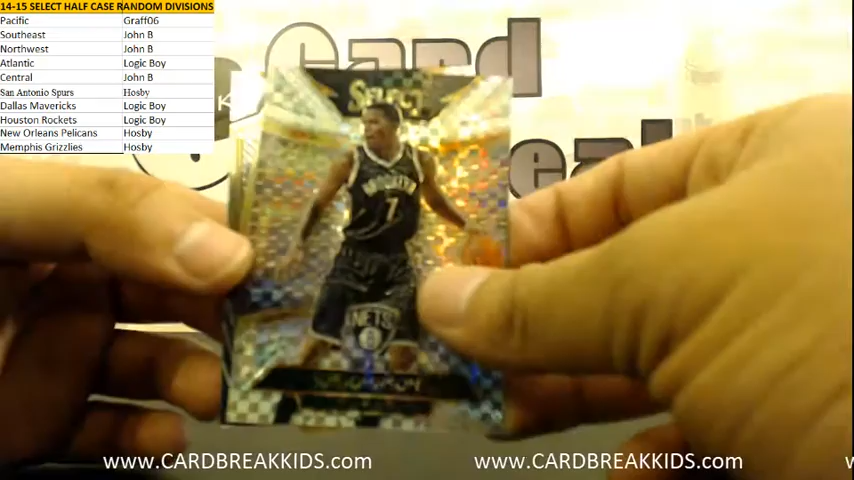 14-15 SELECT HALF CASE RANDOM DIVISIONS
Pacific Graff06
Southeast John B
Northwest John B
Atlantic Logic Boy
Central John B
San Antonio Spurs Hosby
Dallas Mavericks Logic Boy
Houston Rockets Logic Boy
New Orleans Pelicans Hosby
Memphis Grizzlies Hosby
Card
SELECT
BROOKLYN
7
NETS
www.CARDBREAKKIDS.com www.CARDBREAKKIDS.com